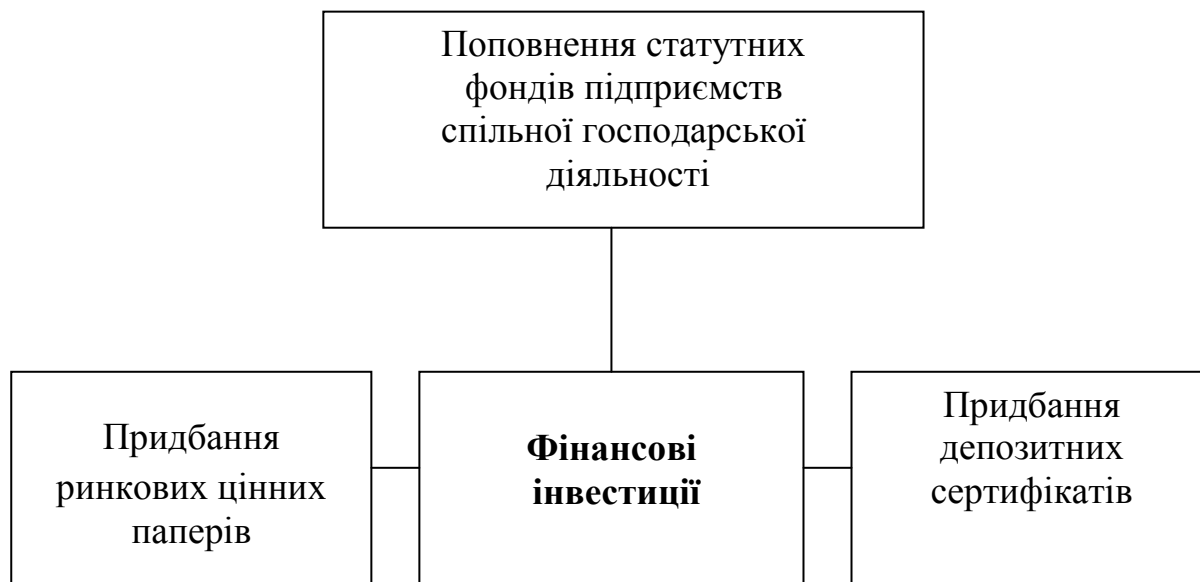 Поповнення статутних
фондів підприємств
спільної господарської
діяльності
Придбання
ринкових цінних
паперів
Фінансові
інвестиції
Придбання
депозитних
сертифікатів